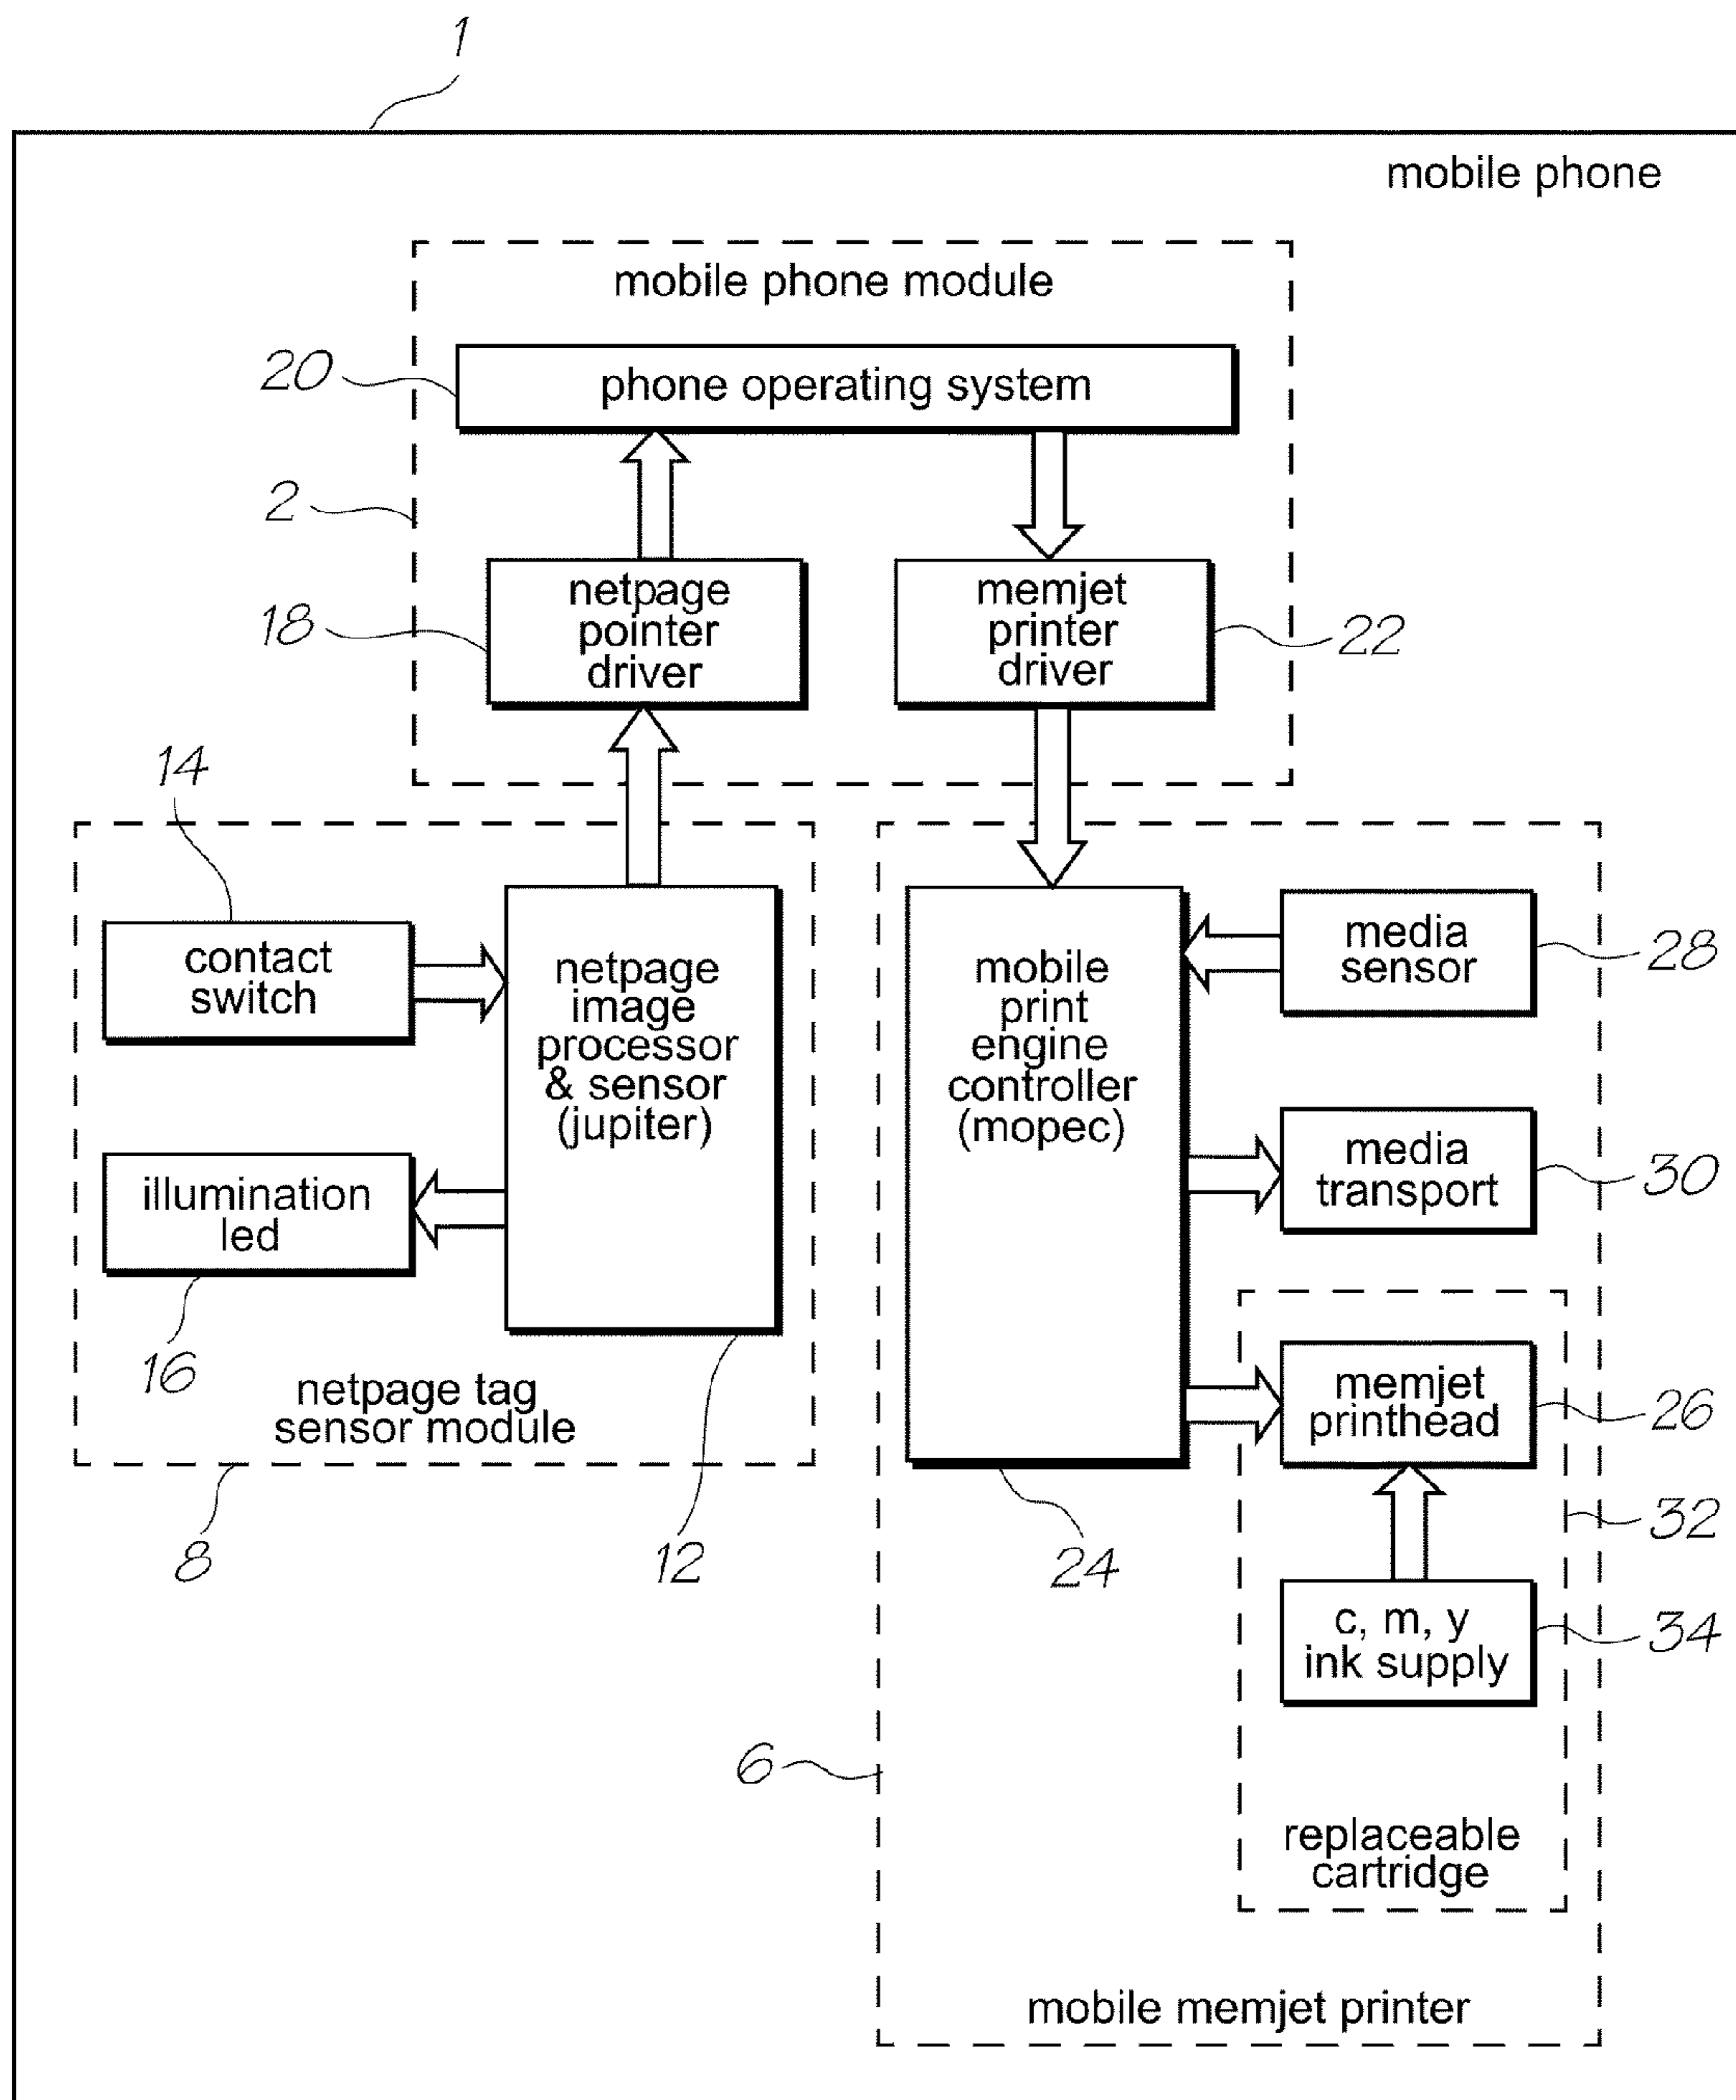 1
mobile phone
mobile phone module
20
phone operating system
2
18
netpage
pointer
driver
memjet
printer
driver
22
14
contact
switch
netpage
image
processor
& sensor
(jupiter)
illumination
led
16
netpage tag
sensor module
8
12
mobile
print
engine
controller
(mopec)
media
sensor
28
media
transport
30
memjet
printhead
26
24
32
c, m, y
ink supply
34
6
replaceable
cartridge
mobile memjet printer